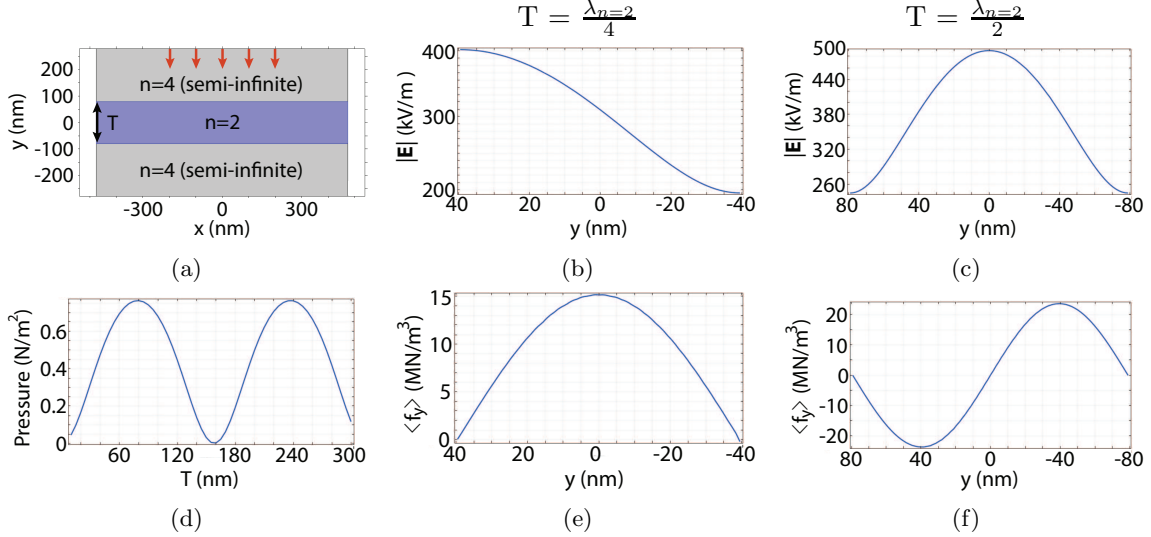 T = λn=2/4
T = λn=2/2
y (nm)
200
100
0
-100
-200
n=4 (semi-infinite)
T
n=2
n=4 (semi-infinite)
-300 0 300
x (nm)
(a)
|E| (kV/m )
400
300
200
40 20 0 -20 -40
y (nm)
(b)
|E| (kV/m)
500
440
380
320
260
80 40 0 -40 -80
y (nm)
(c)
Pressure (N/m²)
0.6
0.4
0.2
0
60 120 180 240 300
T (nm)
(d)
<fy> (MN/m³)
15
10
5
0
40 20 0 -20 -40
y (nm)
(e)
<fy> (MN/m³)
20
10
0
-10
-20
80 40 0 -40 -80
y (nm)
(f)